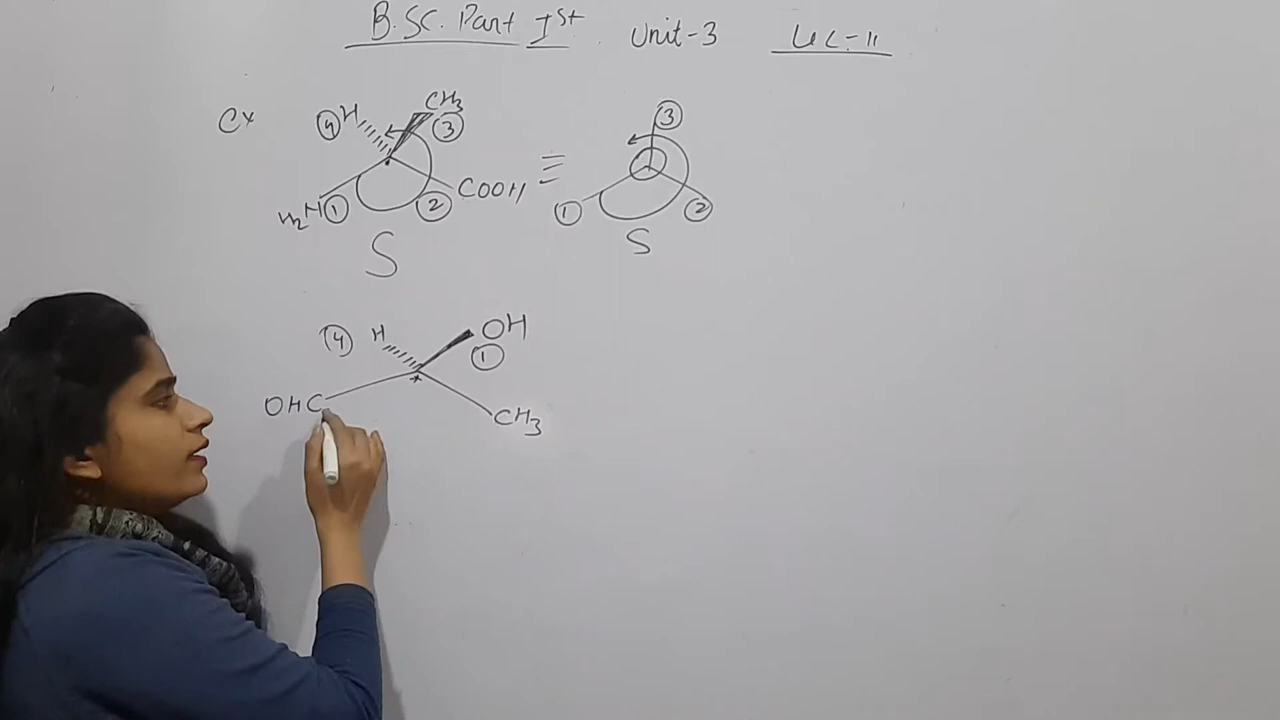 B.SC. Part Ist Unit-3 LEC-11
Ex
H CH3
4 3
H2N 1 2 COOH
S
≡
3
1 2
S
4 H OH
1
*
OHC CH3